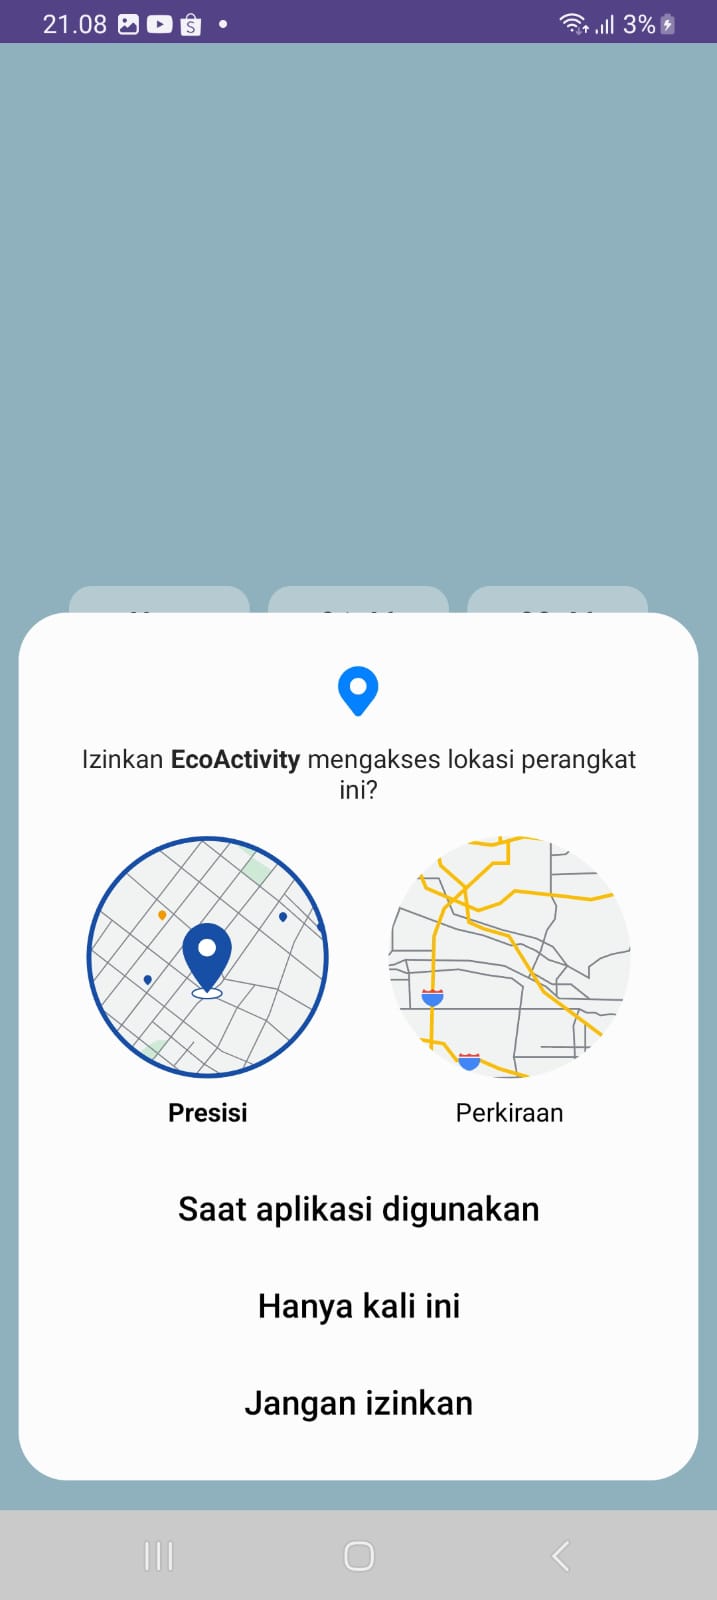 21.08 3%
Izinkan EcoActivity mengakses lokasi perangkat
ini?
Presisi Perkiraan
Saat aplikasi digunakan
Hanya kali ini
Jangan izinkan